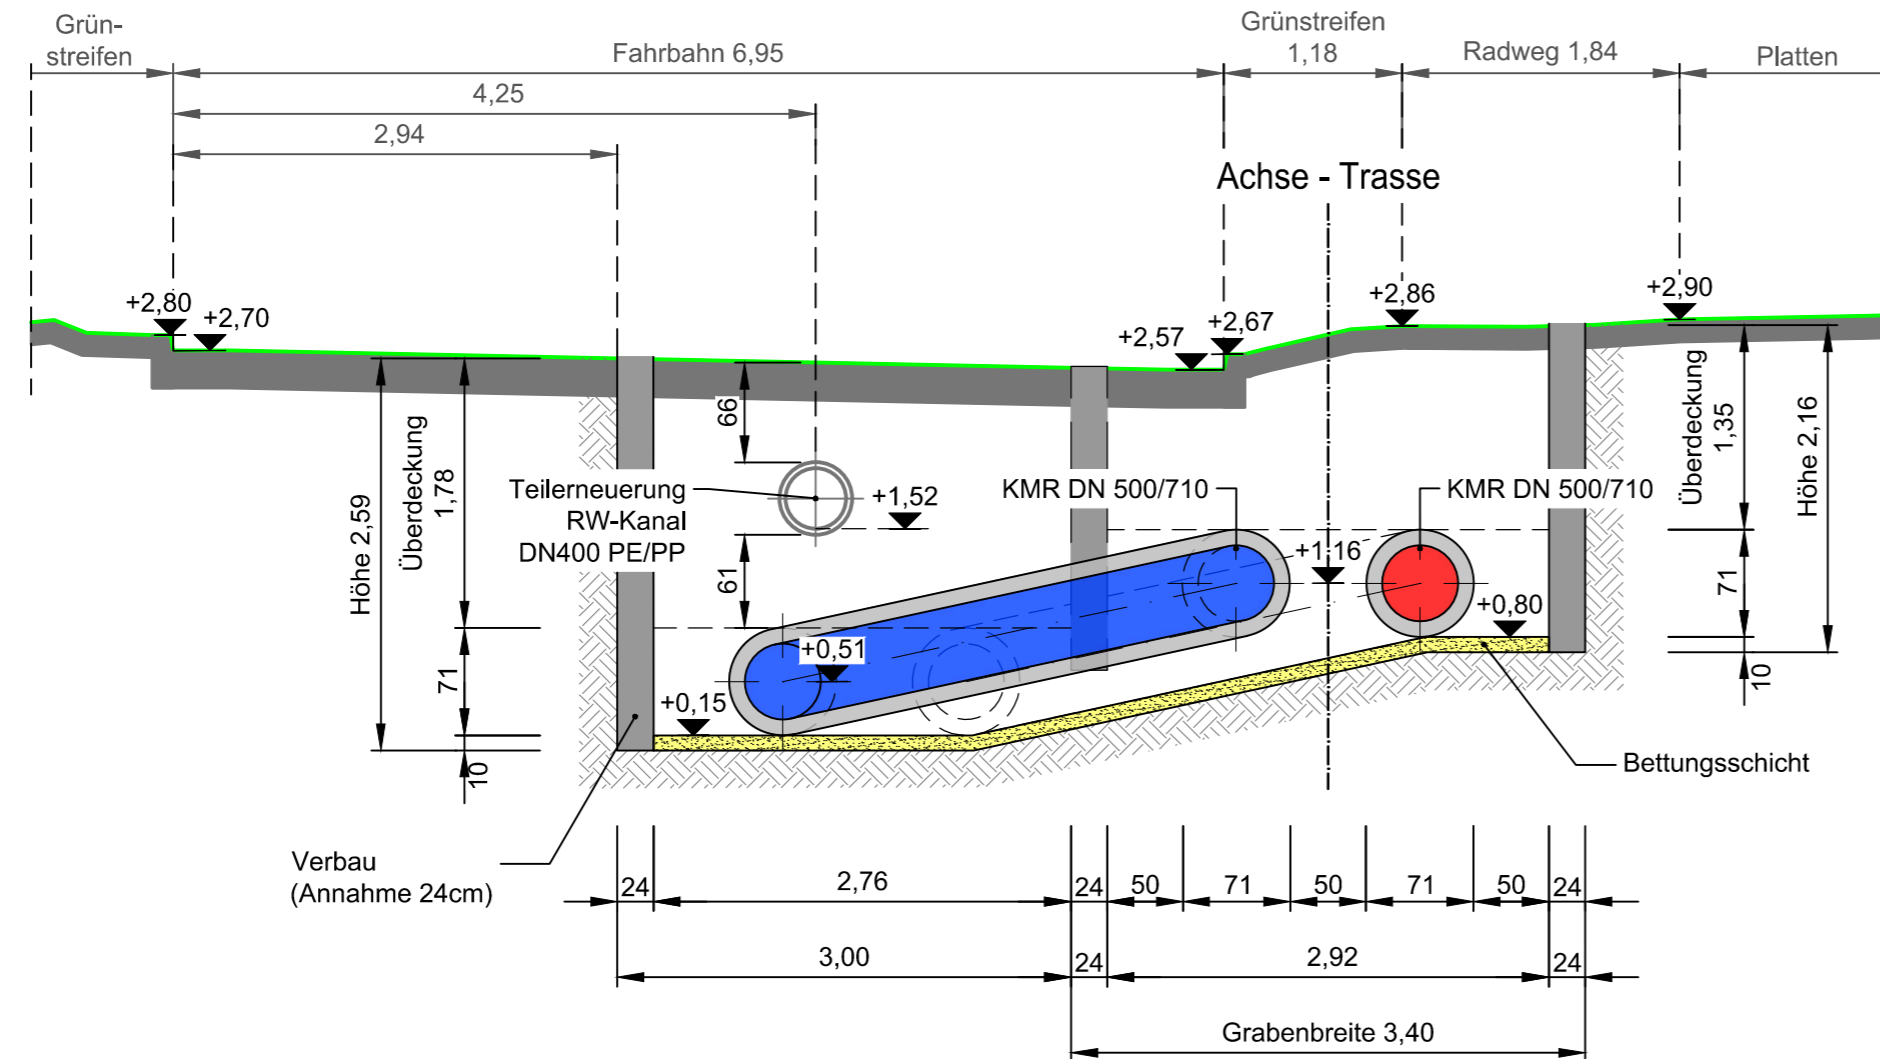 Grün-
streifen
Fahrbahn 6,95
Grünstreifen
1,18
Radweg 1,84
Platten
4,25
2,94
Achse - Trasse
+2,80
+2,70
+2,57
+2,67
+2,86
+2,90
Höhe 2,59
Überdeckung
1,78
66
Teilerneuerung
RW-Kanal
DN400 PE/PP
+1,52
61
KMR DN 500/710
KMR DN 500/710
+1,16
+0,80
+0,51
+0,15
71
10
Überdeckung
1,35
Höhe 2,16
71
10
Bettungsschicht
Verbau
(Annahme 24cm)
24 2,76 24 50 71 50 71 50 24
3,00 24 2,92 24
Grabenbreite 3,40